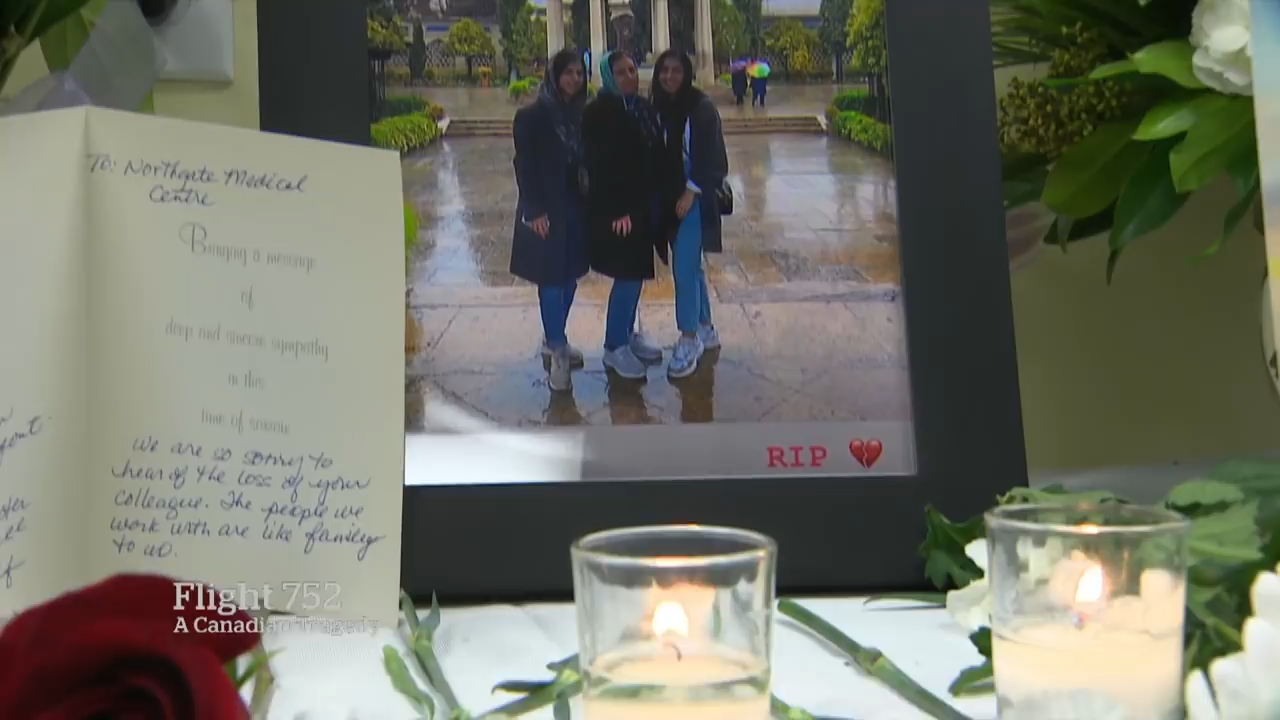 To: Northgate Medical
Centre
Bringing a message
of
deep and sincere sympathy
in this
time of sorrow
We are so sorry to
hear of the loss of your
colleague. The people we
work with are like family
to us.
RIP 💔
Flight 752
A Canadian Tragedy